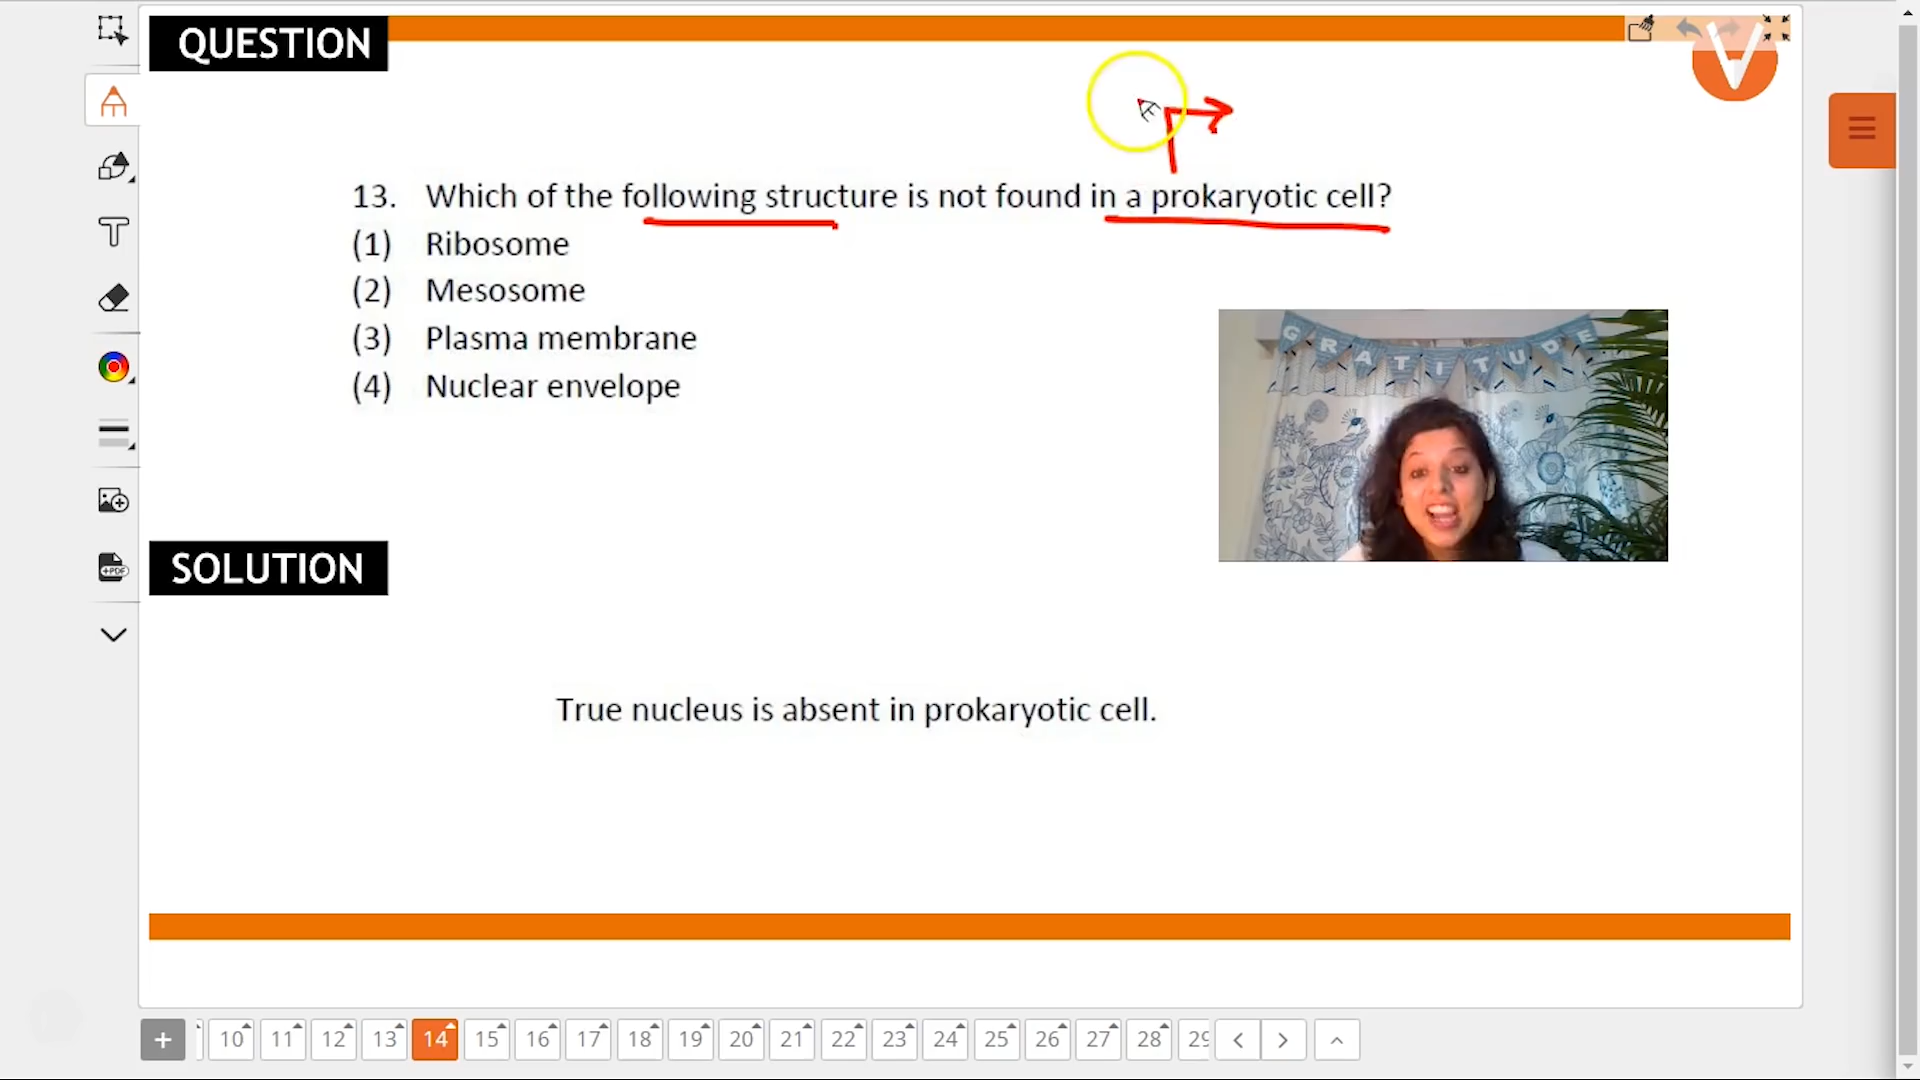 QUESTION
13. Which of the following structure is not found in a prokaryotic cell?
(1) Ribosome
(2) Mesosome
(3) Plasma membrane
(4) Nuclear envelope
GRATITUDE
SOLUTION
True nucleus is absent in prokaryotic cell.
+PDF
+ 10 11 12 13 14 15 16 17 18 19 20 21 22 23 24 25 26 27 28 29 < >